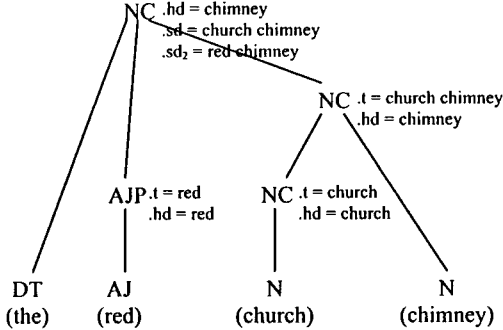 NC .hd = chimney
.sd = church chimney
.sd₂ = red chimney
NC .t = church chimney
.hd = chimney
AJP .t = red
.hd = red
NC .t = church
.hd = church
DT AJ N N
(the) (red) (church) (chimney)